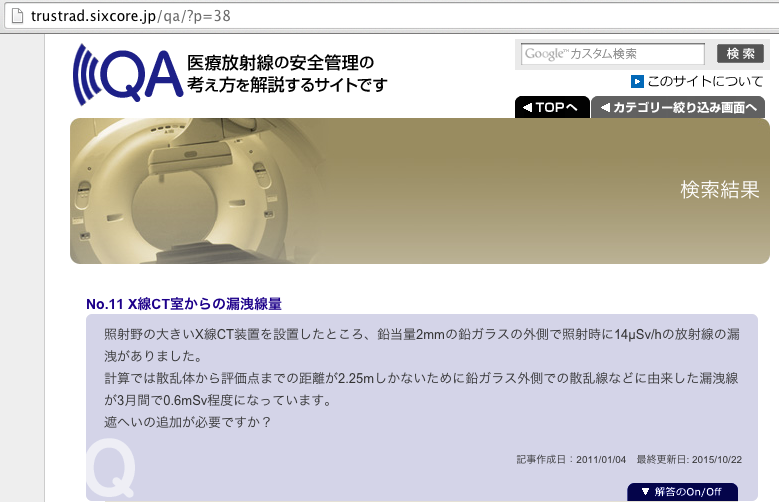 trustrad.sixcore.jp/qa/?p=38
QA
医療放射線の安全管理の
考え方を解説するサイトです
Google™ カスタム検索
検 索
このサイトについて
◀ TOPへ
◀ カテゴリー絞り込み画面へ
検索結果
No.11 X線CT室からの漏洩線量
照射野の大きいX線CT装置を設置したところ、鉛当量2mmの鉛ガラスの外側で照射時に14μSv/hの放射線の漏
洩がありました。
計算では散乱体から評価点までの距離が2.25mしかないために鉛ガラス外側での散乱線などに由来した漏洩線
が3月間で0.6mSv程度になっています。
遮へいの追加が必要ですか？
Q
記事作成日：2011/01/04 最終更新日: 2015/10/22
▼ 解答のOn/Off